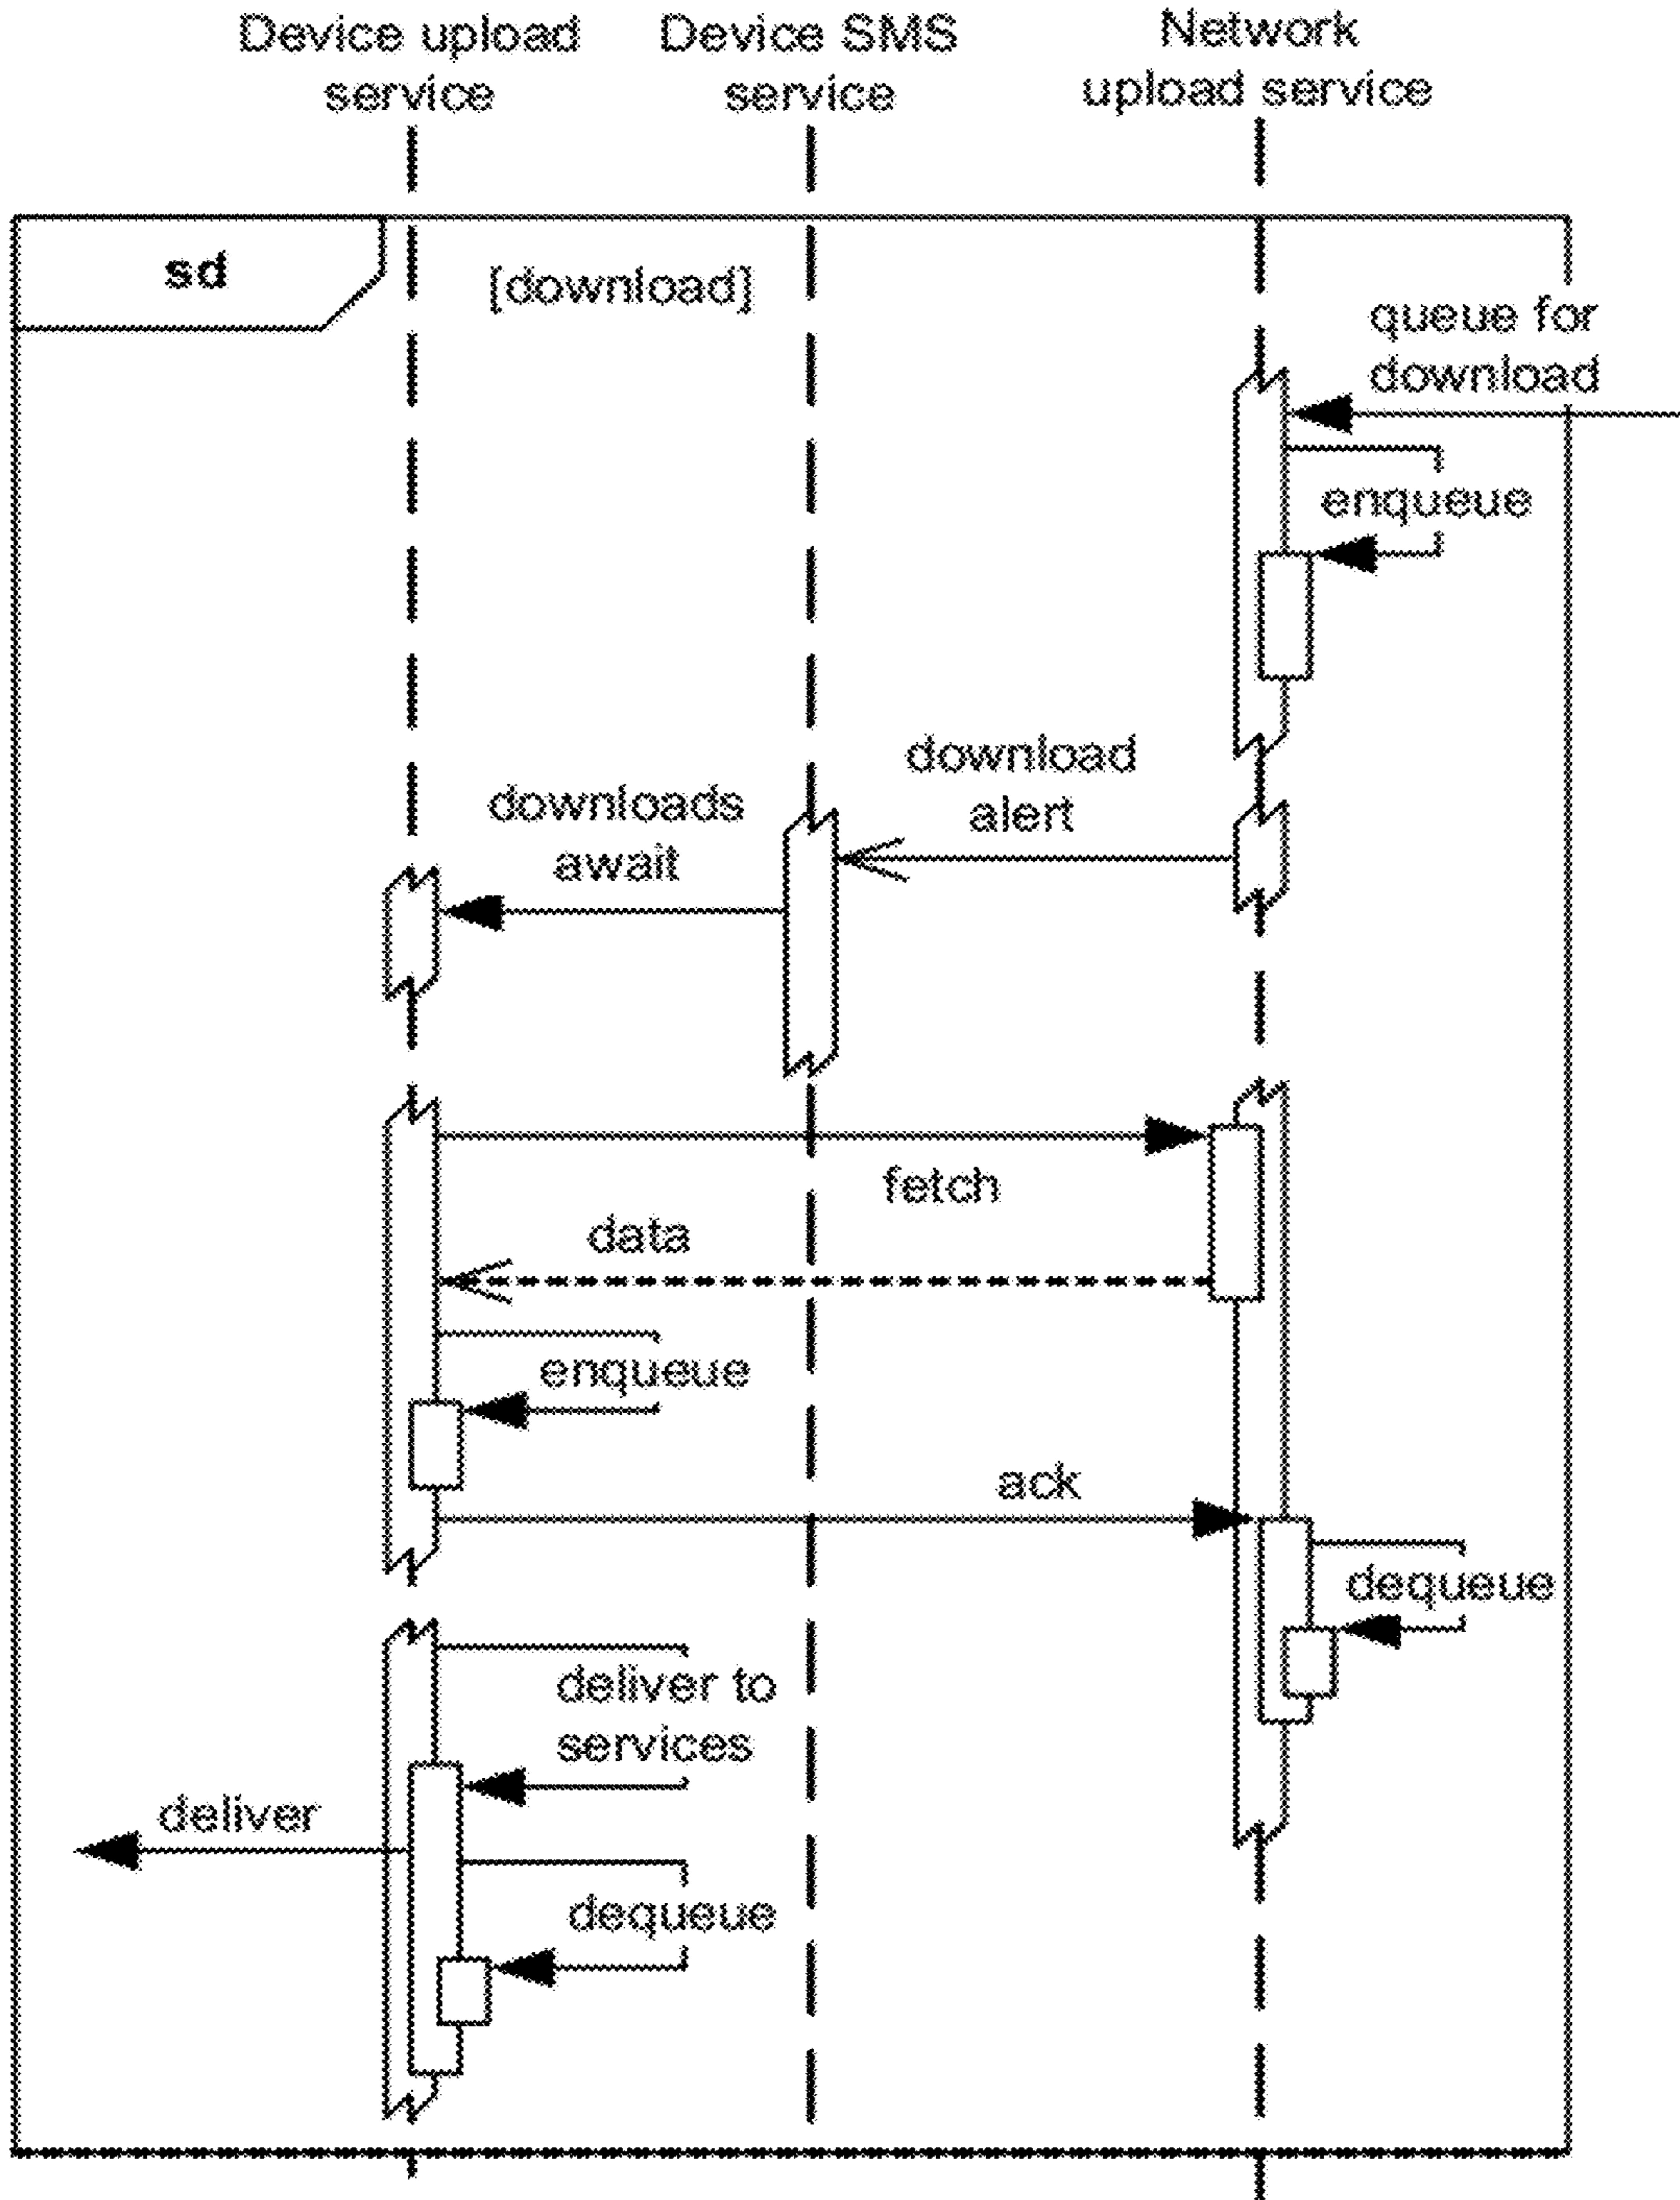 Device upload
service
Device SMS
service
Network
upload service
sd
[download]
queue for
download
enqueue
download
alert
downloads
await
fetch
data
enqueue
ack
dequeue
deliver to
services
deliver
dequeue